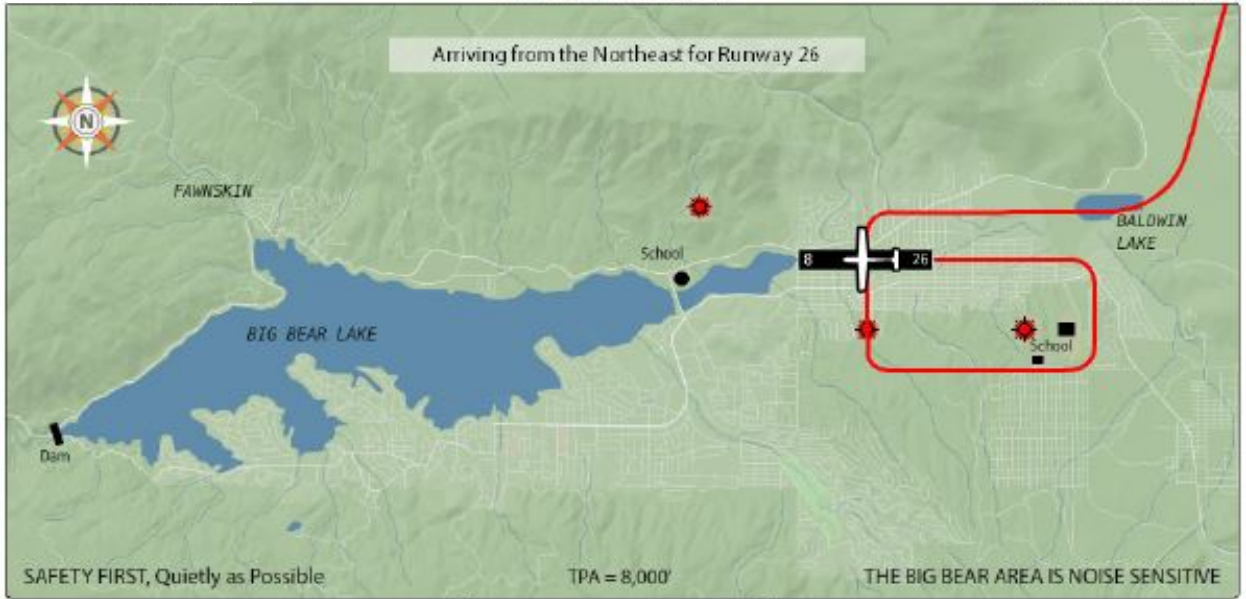 Arriving from the Northeast for Runway 26
N
FAWNSKIN
BALDWIN
LAKE
School
8
26
BIG BEAR LAKE
School
Dam
SAFETY FIRST, Quietly as Possible
TPA = 8,000'
THE BIG BEAR AREA IS NOISE SENSITIVE